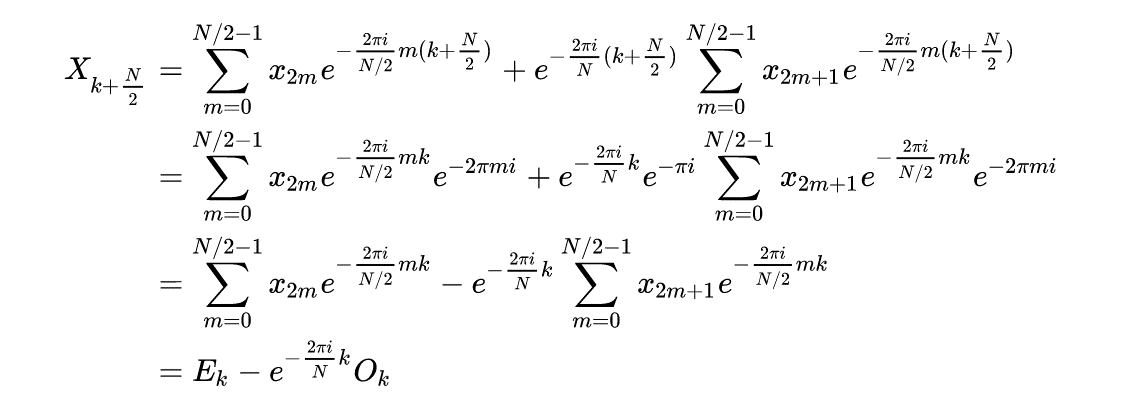 X_{k+\frac{N}{2}} = \sum_{m=0}^{N/2-1} x_{2m} e^{-\frac{2\pi i}{N/2} m(k+\frac{N}{2})} + e^{-\frac{2\pi i}{N}(k+\frac{N}{2})} \sum_{m=0}^{N/2-1} x_{2m+1} e^{-\frac{2\pi i}{N/2} m(k+\frac{N}{2})}
= \sum_{m=0}^{N/2-1} x_{2m} e^{-\frac{2\pi i}{N/2} mk} e^{-2\pi m i} + e^{-\frac{2\pi i}{N} k} e^{-\pi i} \sum_{m=0}^{N/2-1} x_{2m+1} e^{-\frac{2\pi i}{N/2} mk} e^{-2\pi m i}
= \sum_{m=0}^{N/2-1} x_{2m} e^{-\frac{2\pi i}{N/2} mk} - e^{-\frac{2\pi i}{N} k} \sum_{m=0}^{N/2-1} x_{2m+1} e^{-\frac{2\pi i}{N/2} mk}
= E_k - e^{-\frac{2\pi i}{N} k} O_k